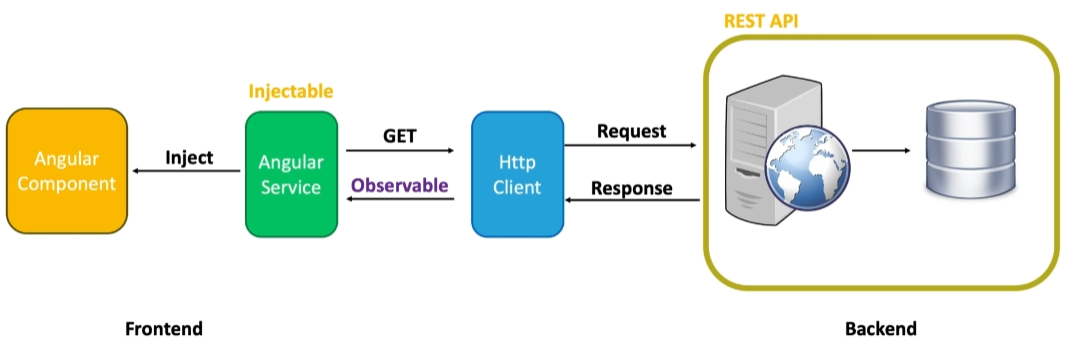 REST API
Injectable
Angular
Component
Inject
Angular
Service
GET
Observable
Http
Client
Request
Response
Frontend
Backend